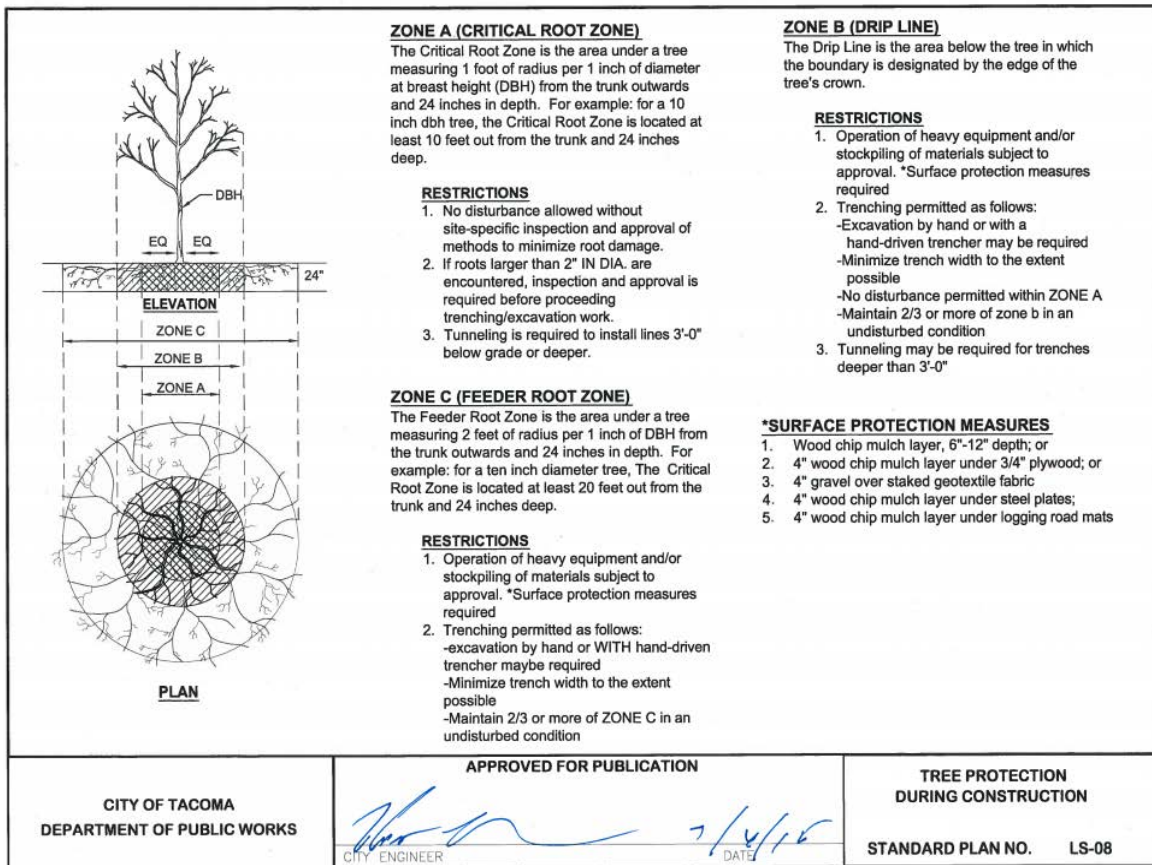 DBH
EQ
EQ
24"
ELEVATION
ZONE C
ZONE B
ZONE A
PLAN
ZONE A (CRITICAL ROOT ZONE)
The Critical Root Zone is the area under a tree
measuring 1 foot of radius per 1 inch of diameter
at breast height (DBH) from the trunk outwards
and 24 inches in depth. For example: for a 10
inch dbh tree, the Critical Root Zone is located at
least 10 feet out from the trunk and 24 inches
deep.
RESTRICTIONS
1. No disturbance allowed without
site-specific inspection and approval of
methods to minimize root damage.
2. If roots larger than 2" IN DIA. are
encountered, inspection and approval is
required before proceeding
trenching/excavation work.
3. Tunneling is required to install lines 3'-0"
below grade or deeper.
ZONE C (FEEDER ROOT ZONE)
The Feeder Root Zone is the area under a tree
measuring 2 feet of radius per 1 inch of DBH from
the trunk outwards and 24 inches in depth. For
example: for a ten inch diameter tree, The Critical
Root Zone is located at least 20 feet out from the
trunk and 24 inches deep.
RESTRICTIONS
1. Operation of heavy equipment and/or
stockpiling of materials subject to
approval. *Surface protection measures
required
2. Trenching permitted as follows:
-excavation by hand or WITH hand-driven
trencher maybe required
-Minimize trench width to the extent
possible
-Maintain 2/3 or more of ZONE C in an
undisturbed condition
ZONE B (DRIP LINE)
The Drip Line is the area below the tree in which
the boundary is designated by the edge of the
tree's crown.
RESTRICTIONS
1. Operation of heavy equipment and/or
stockpiling of materials subject to
approval. *Surface protection measures
required
2. Trenching permitted as follows:
-Excavation by hand or with a
hand-driven trencher may be required
-Minimize trench width to the extent
possible
-No disturbance permitted within ZONE A
-Maintain 2/3 or more of zone b in an
undisturbed condition
3. Tunneling may be required for trenches
deeper than 3'-0"
*SURFACE PROTECTION MEASURES
1. Wood chip mulch layer, 6"-12" depth; or
2. 4" wood chip mulch layer under 3/4" plywood; or
3. 4" gravel over staked geotextile fabric
4. 4" wood chip mulch layer under steel plates;
5. 4" wood chip mulch layer under logging road mats
CITY OF TACOMA
DEPARTMENT OF PUBLIC WORKS
APPROVED FOR PUBLICATION
CITY ENGINEER
DATE
TREE PROTECTION
DURING CONSTRUCTION
STANDARD PLAN NO. LS-08